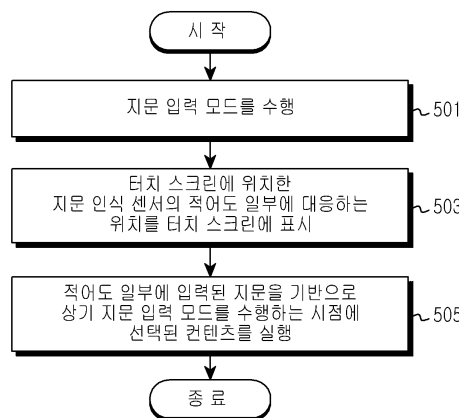 시 작
지문 입력 모드를 수행
501
터치 스크린에 위치한
지문 인식 센서의 적어도 일부에 대응하는
위치를 터치 스크린에 표시
503
적어도 일부에 입력된 지문을 기반으로
상기 지문 입력 모드를 수행하는 시점에
선택된 컨텐츠를 실행
505
종 료